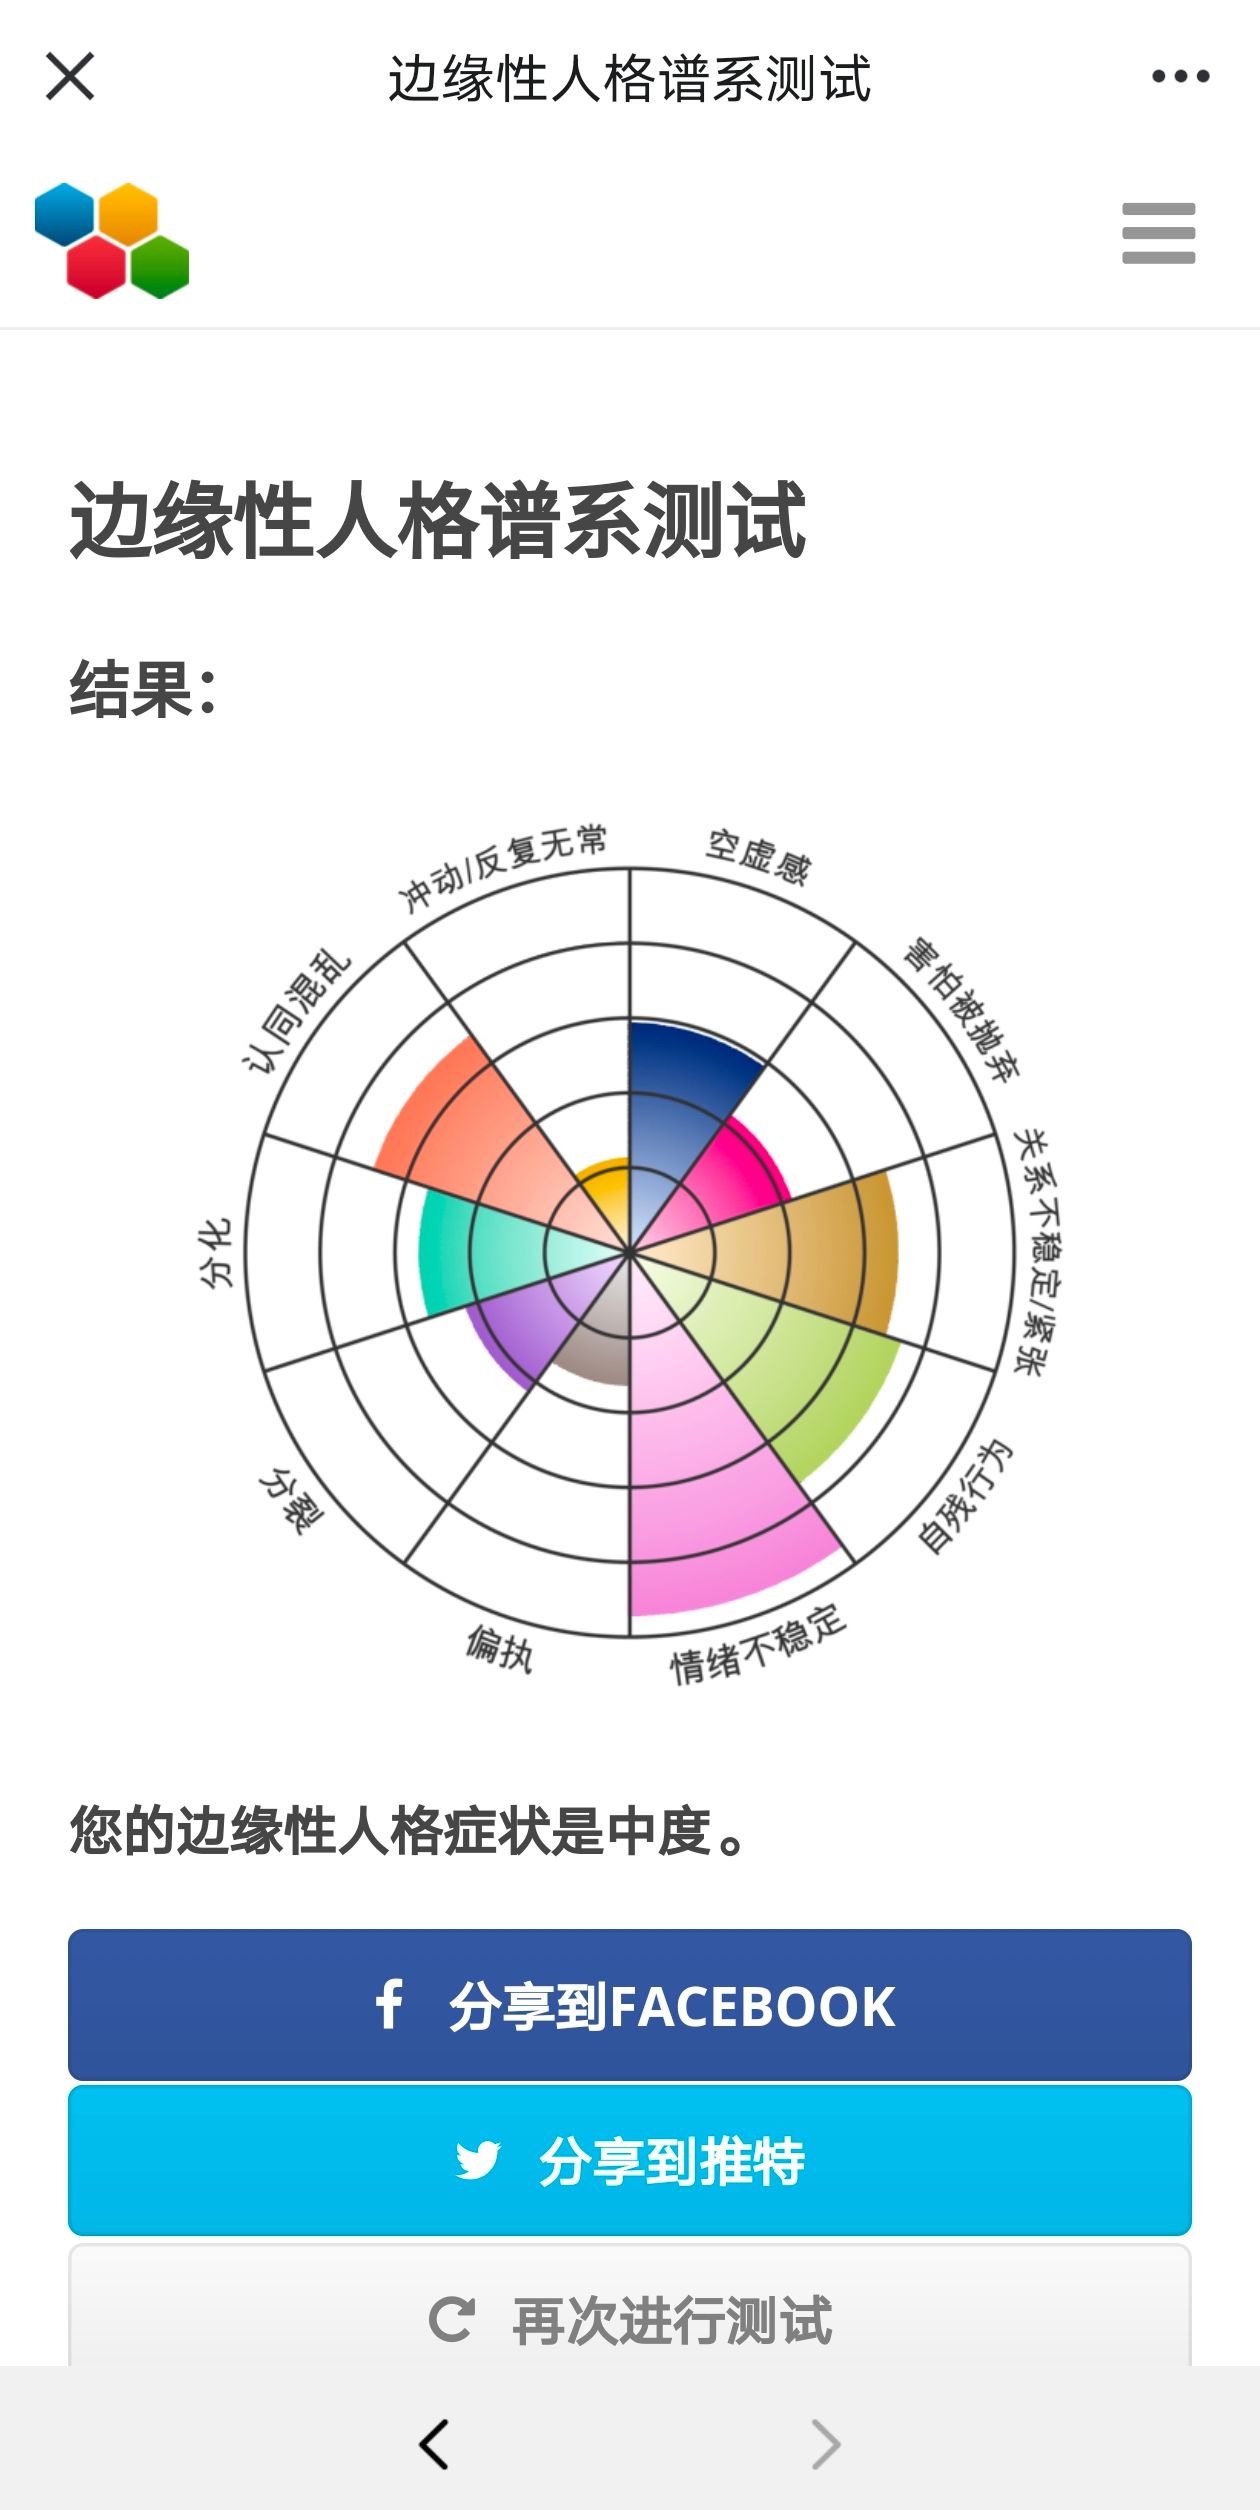 边缘性人格谱系测试
边缘性人格谱系测试
结果：
冲动/反复无常
空虚感
害怕被抛弃
关系不稳定/紧张
自残行为
情绪不稳定
偏执
分裂
分化
认同混乱
您的边缘性人格症状是中度。
分享到FACEBOOK
分享到推特
再次进行测试